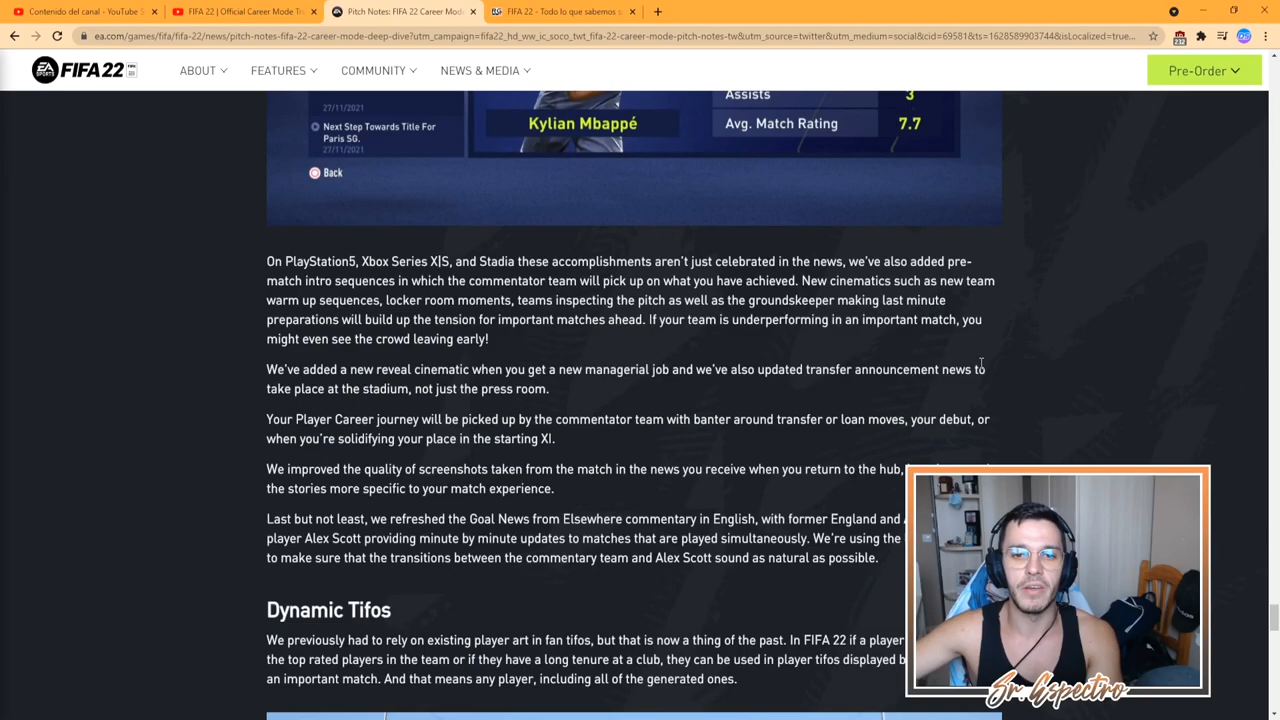 Contenido del canal - YouTube S
FIFA 22 | Official Career Mode Tra
Pitch Notes: FIFA 22 Career Mode
FIFA 22 - Todo lo que sabemos s
ea.com/games/fifa/fifa-22/news/pitch-notes-fifa-22-career-mode-deep-dive?utm_campaign=fifa22_hd_ww_ic_soco_twt_fifa-22-career-mode-pitch-notes-tw&utm_source=twitter&utm_medium=social&cid=69581&ts=1628589903744&isLocalized=true...
232
EA SPORTS FIFA 22
ABOUT
FEATURES
COMMUNITY
NEWS & MEDIA
Pre-Order
Assists 3
27/11/2021
Next Step Towards Title For
Paris SG.
27/11/2021
Kylian Mbappé
Avg. Match Rating 7.7
Back
On PlayStation5, Xbox Series X|S, and Stadia these accomplishments aren't just celebrated in the news, we've also added pre-
match intro sequences in which the commentator team will pick up on what you have achieved. New cinematics such as new team
warm up sequences, locker room moments, teams inspecting the pitch as well as the groundskeeper making last minute
preparations will build up the tension for important matches ahead. If your team is underperforming in an important match, you
might even see the crowd leaving early!
We've added a new reveal cinematic when you get a new managerial job and we've also updated transfer announcement news to
take place at the stadium, not just the press room.
Your Player Career journey will be picked up by the commentator team with banter around transfer or loan moves, your debut, or
when you're solidifying your place in the starting XI.
We improved the quality of screenshots taken from the match in the news you receive when you return to the hub,
the stories more specific to your match experience.
Last but not least, we refreshed the Goal News from Elsewhere commentary in English, with former England and
player Alex Scott providing minute by minute updates to matches that are played simultaneously. We're using the
to make sure that the transitions between the commentary team and Alex Scott sound as natural as possible.
Dynamic Tifos
We previously had to rely on existing player art in fan tifos, but that is now a thing of the past. In FIFA 22 if a player
the top rated players in the team or if they have a long tenure at a club, they can be used in player tifos displayed
an important match. And that means any player, including all of the generated ones.
Sr. Espectro